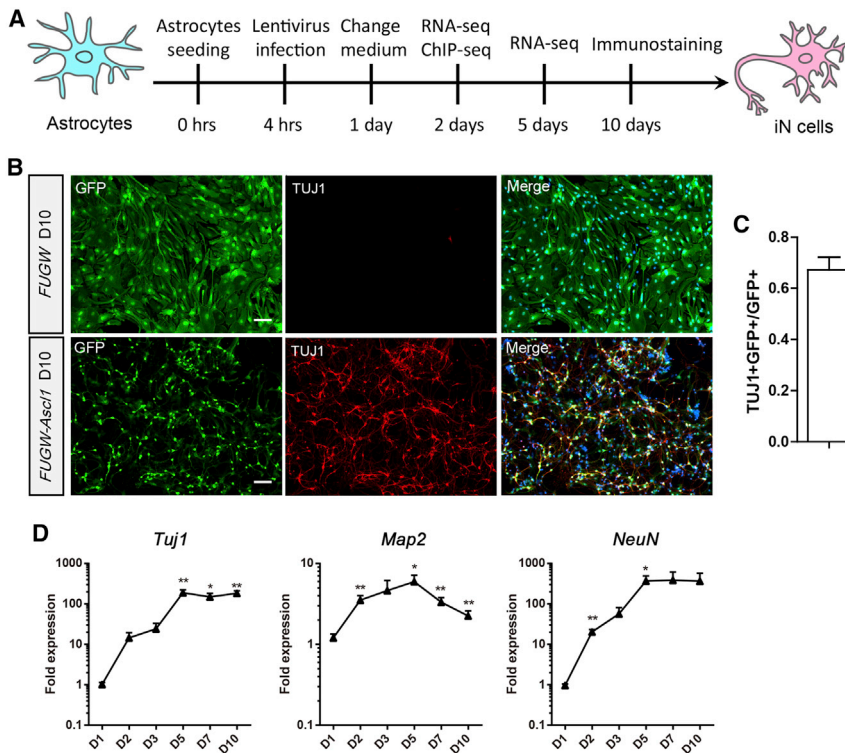 A
Astrocytes seeding
Lentivirus infection
Change medium
RNA-seq ChIP-seq
RNA-seq
Immunostaining
Astrocytes
0 hrs
4 hrs
1 day
2 days
5 days
10 days
iN cells
B
FUGW D10
GFP
TUJ1
Merge
FUGW-Ascl1 D10
GFP
TUJ1
Merge
C
TUJ1+GFP+/GFP+
0.8
0.6
0.4
0.2
0.0
D
Tuj1
Fold expression
1000
100
10
1
0.1
**
*
**
D1
D2
D3
D5
D7
D10
Map2
Fold expression
10
1
0.1
**
*
**
**
D1
D2
D3
D5
D7
D10
NeuN
Fold expression
1000
100
10
1
0.1
**
*
D1
D2
D3
D5
D7
D10